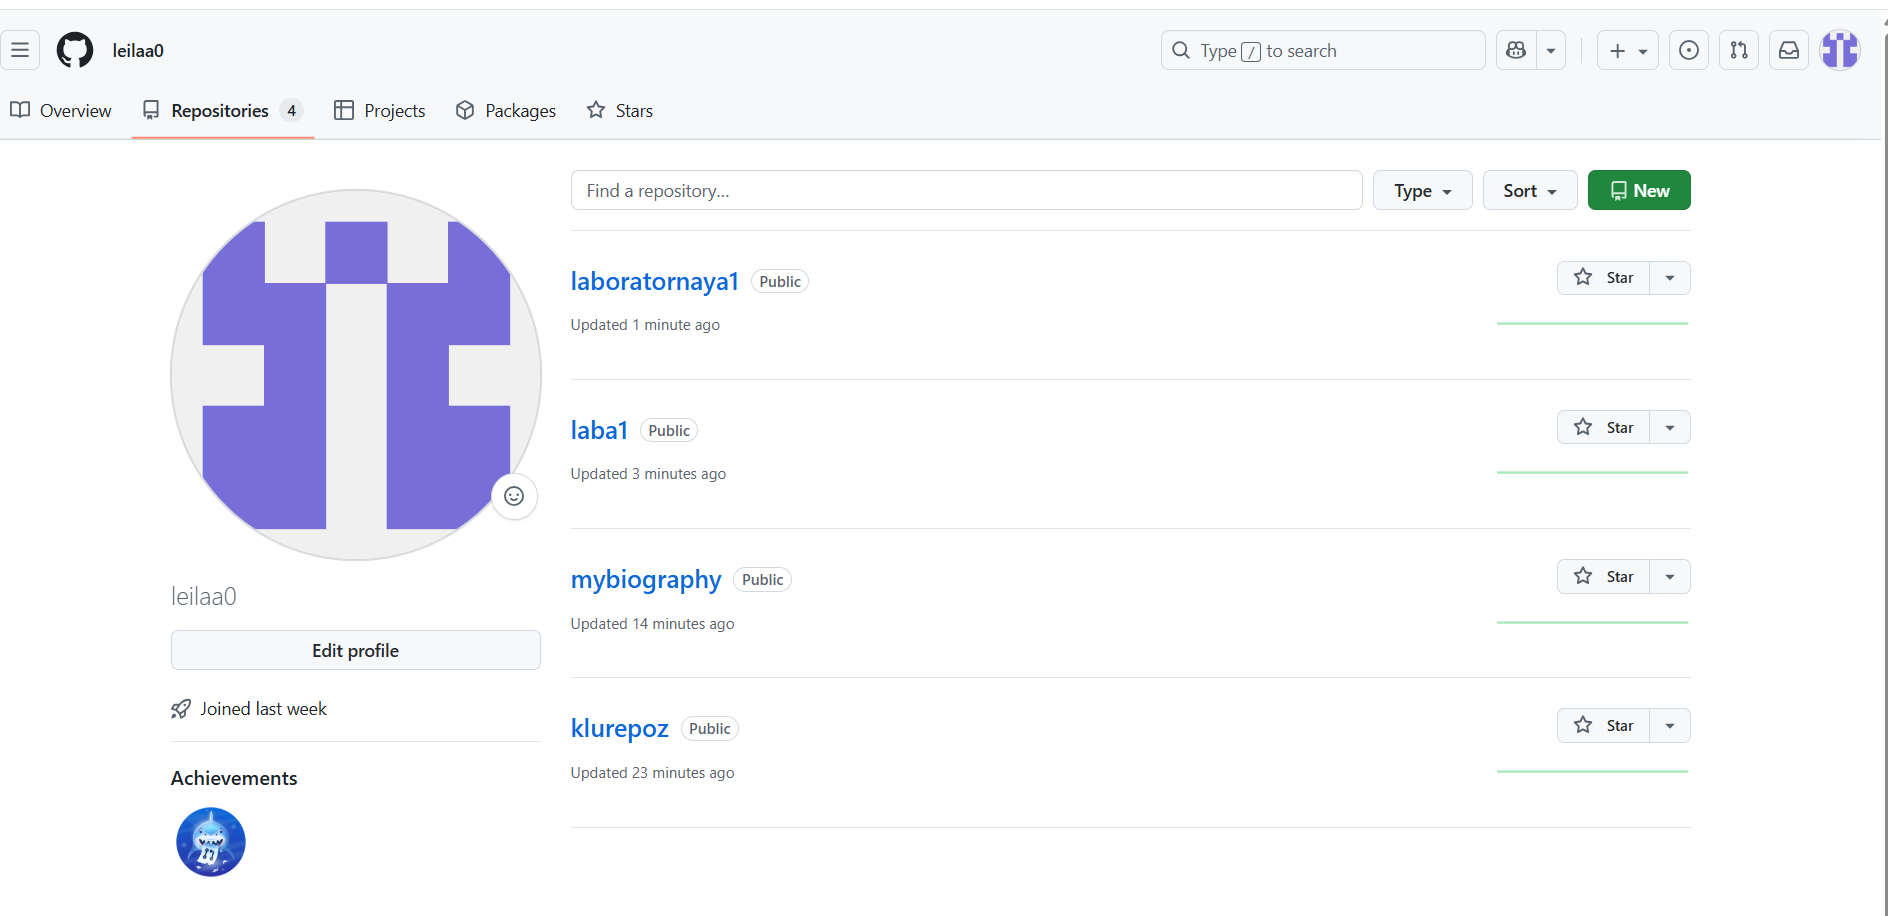 leilaa0
Type / to search
Overview
Repositories 4
Projects
Packages
Stars
Find a repository...
Type
Sort
New
laboratornaya1 Public
Star
Updated 1 minute ago
laba1 Public
Star
Updated 3 minutes ago
mybiography Public
Star
Updated 14 minutes ago
klurepoz Public
Star
Updated 23 minutes ago
leilaa0
Edit profile
Joined last week
Achievements